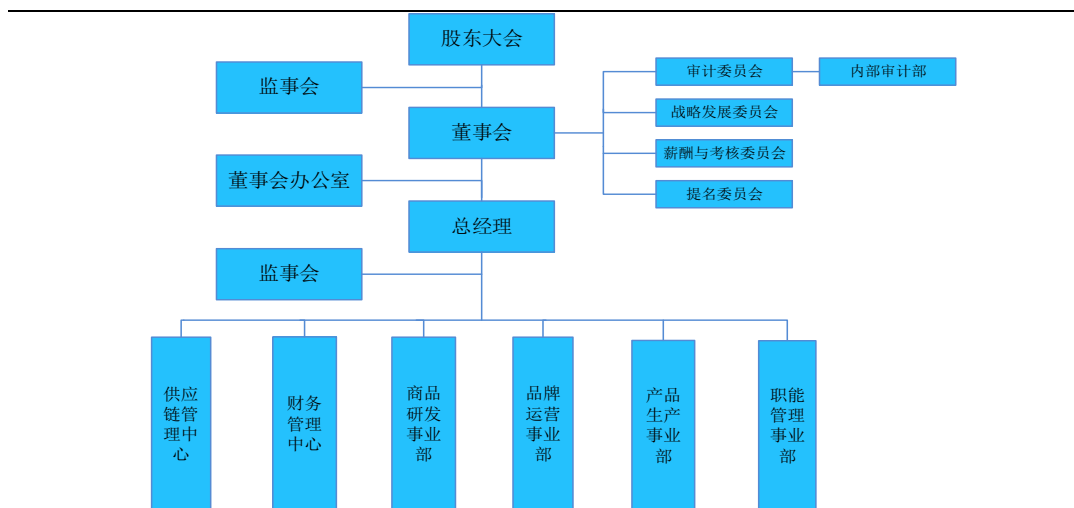 股东大会
监事会
审计委员会
内部审计部
战略发展委员会
董事会
薪酬与考核委员会
董事会办公室
提名委员会
总经理
监事会
供应
链管
理中
心
财务
管理
中心
商品
研发
事业
部
品牌
运营
事业
部
产品
生产
事业
部
职能
管理
事业
部